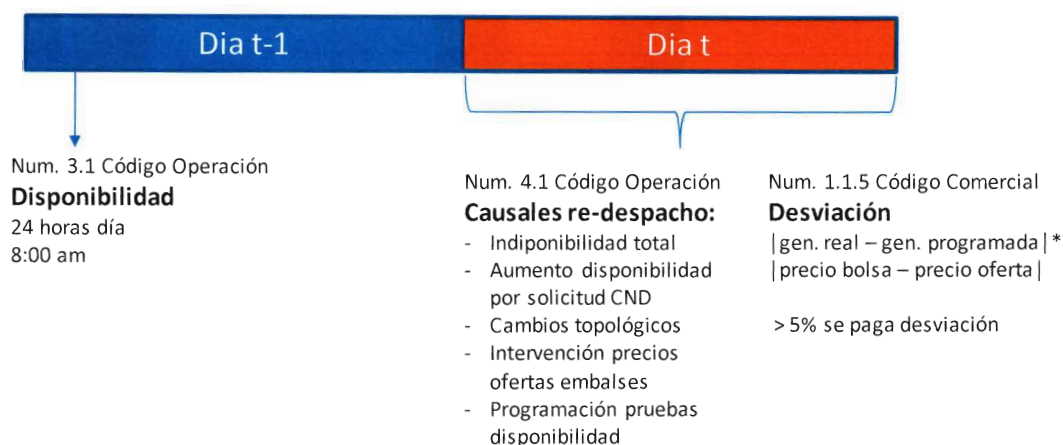 Dia t-1
Dia t
Num. 3.1 Código Operación
Disponibilidad
24 horas día
8:00 am
Num. 4.1 Código Operación
Causales re-despacho:
- Indiponibilidad total
- Aumento disponibilidad
por solicitud CND
- Cambios topológicos
- Intervención precios
ofertas embalses
- Programación pruebas
disponibilidad
Num. 1.1.5 Código Comercial
Desviación
|gen. real – gen. programada|*
|precio bolsa – precio oferta|
> 5% se paga desviación